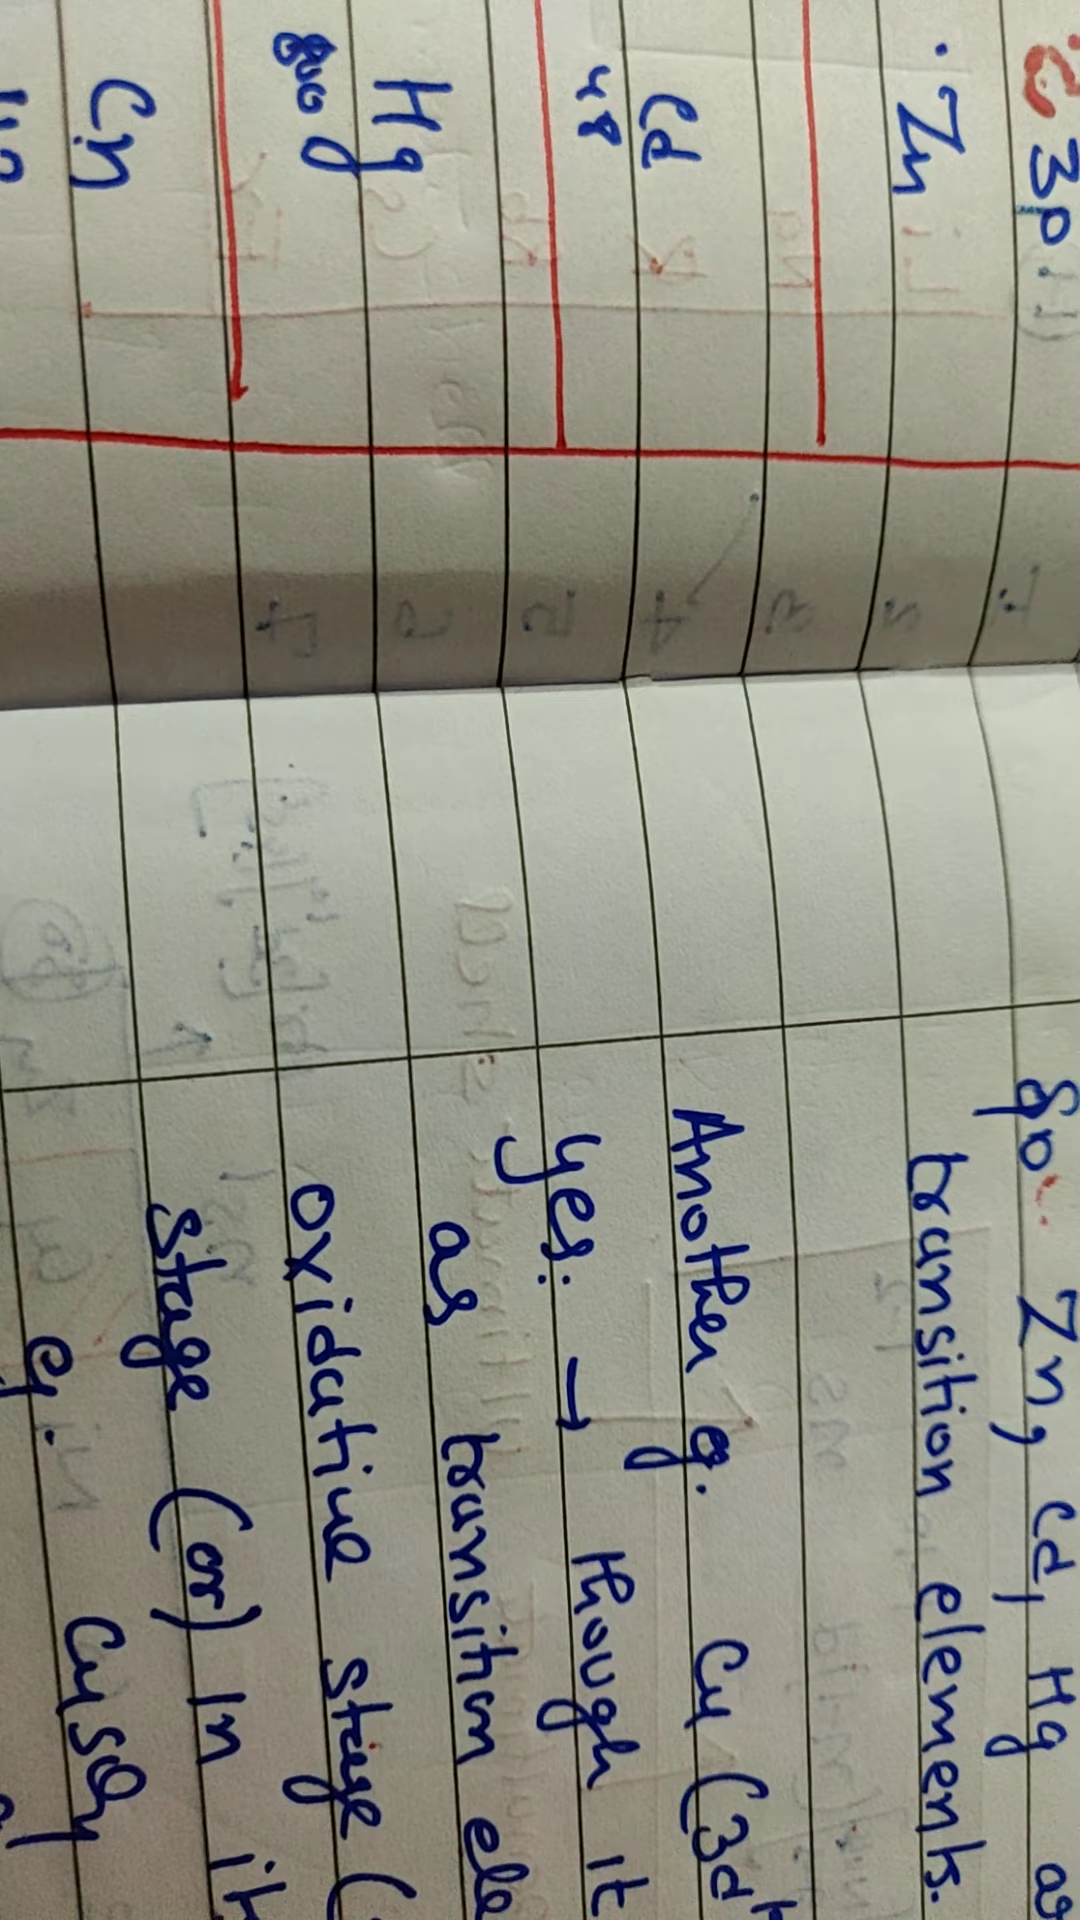 30
Zn
Cd
48
Hg
80
Cn
So Zn, Cd, Hg
transition elements.
Another eg. Cu (3d
Yes. → Though it
as transition ele
oxidative stage (
stage (or) In it
eg. CuSO4